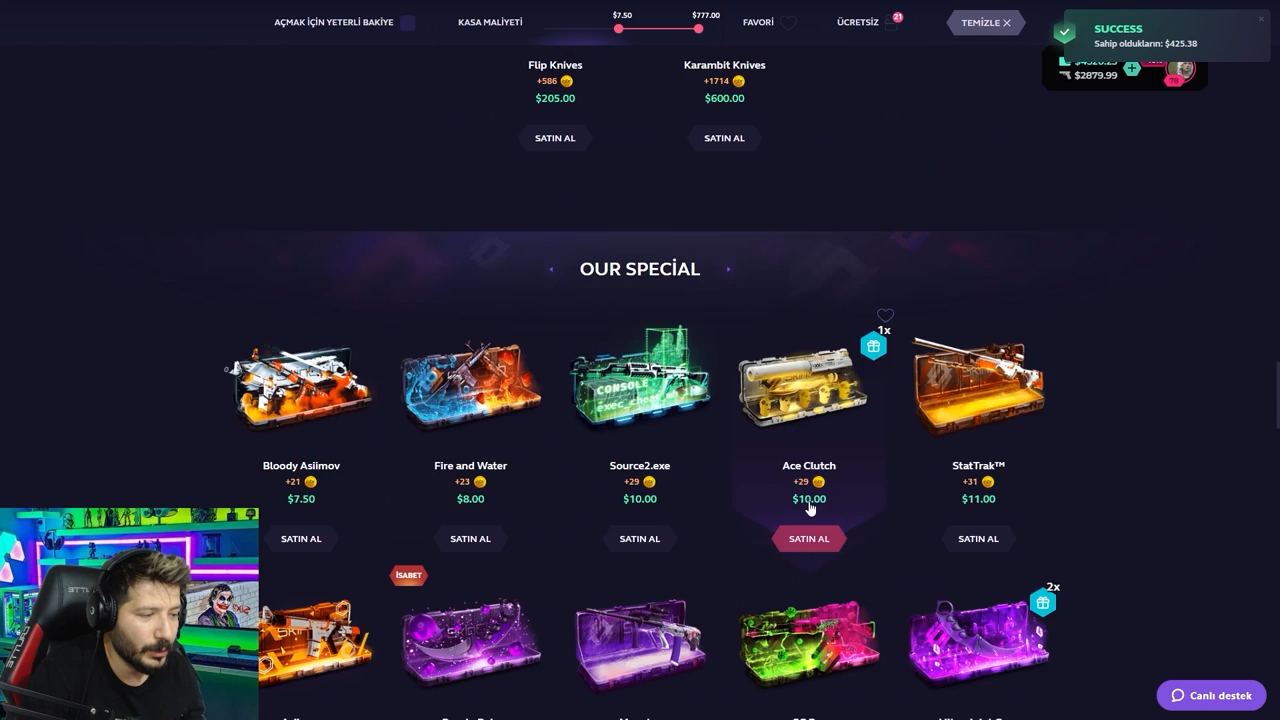 AÇMAK İÇİN YETERLİ BAKİYE
KASA MALİYETİ
$7.50
$777.00
FAVORİ
ÜCRETSİZ
21
TEMİZLE
SUCCESS
Sahip oldukların: $425.38
$2879.99
Flip Knives
+586
$205.00
SATIN AL
Karambit Knives
+1714
$600.00
SATIN AL
OUR SPECİAL
Bloody Asiimov
+21
$7.50
SATIN AL
Fire and Water
+23
$8.00
SATIN AL
CONSOLE
Source2.exe
+29
$10.00
SATIN AL
1x
Ace Clutch
+29
$10.00
SATIN AL
StatTrak™
+31
$11.00
SATIN AL
İSABET
2x
Canlı destek